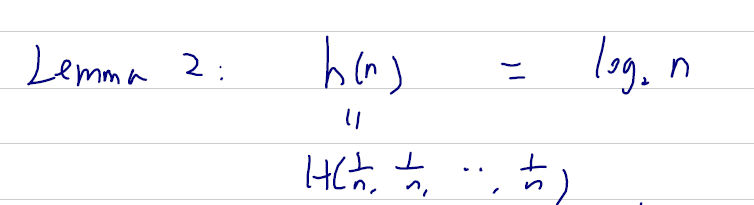 Lemma 2: h(n) = log₂ n
=
H(1/n, 1/n, .., 1/n)